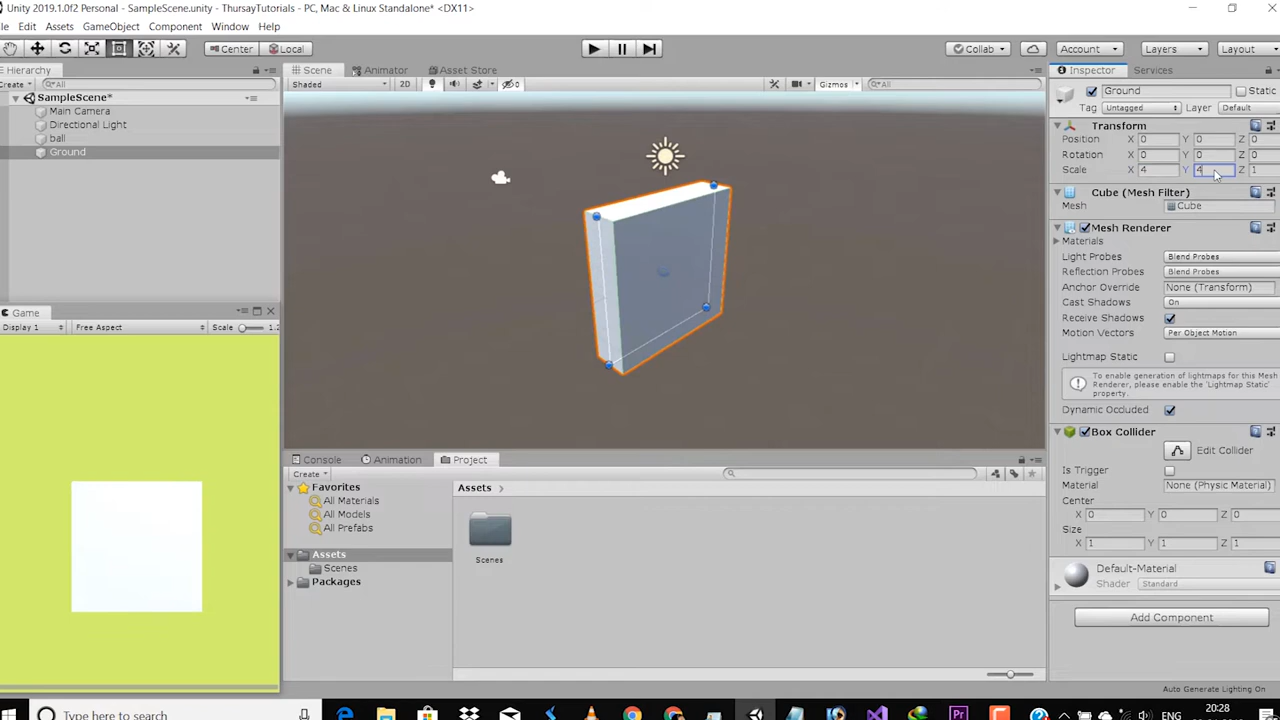 Unity 2019.1.0f2 Personal - SampleScene.unity - ThursayTutorials - PC, Mac & Linux Standalone* <DX11>
Edit Assets GameObject Component Window Help
Center Local Collab Account Layers Layout
Hierarchy
All
SampleScene*
Main Camera
Directional Light
ball
Ground
Scene Animator Asset Store
Shaded 2D 0 Gizmos All
Inspector Services
Ground Static
Tag Untagged Layer Default
Transform
Position X 0 Y 0 Z 0
Rotation X 0 Y 0 Z 0
Scale X 4 Y 4 Z 1
Cube (Mesh Filter)
Mesh Cube
Mesh Renderer
Materials
Light Probes Blend Probes
Reflection Probes Blend Probes
Anchor Override None (Transform)
Cast Shadows On
Receive Shadows
Motion Vectors Per Object Motion
Lightmap Static
To enable generation of lightmaps for this Mesh
Renderer, please enable the 'Lightmap Static'
property.
Dynamic Occluded
Box Collider
Edit Collider
Is Trigger
Material None (Physic Material)
Center
X 0 Y 0 Z 0
Size
X 1 Y 1 Z 1
Default-Material
Shader Standard
Add Component
Auto Generate Lighting On
Game
Display 1 Free Aspect Scale
Console Animation Project
Create
Favorites
All Materials
All Models
All Prefabs
Assets
Scenes
Packages
Assets
Scenes
Type here to search
ENG
20:28